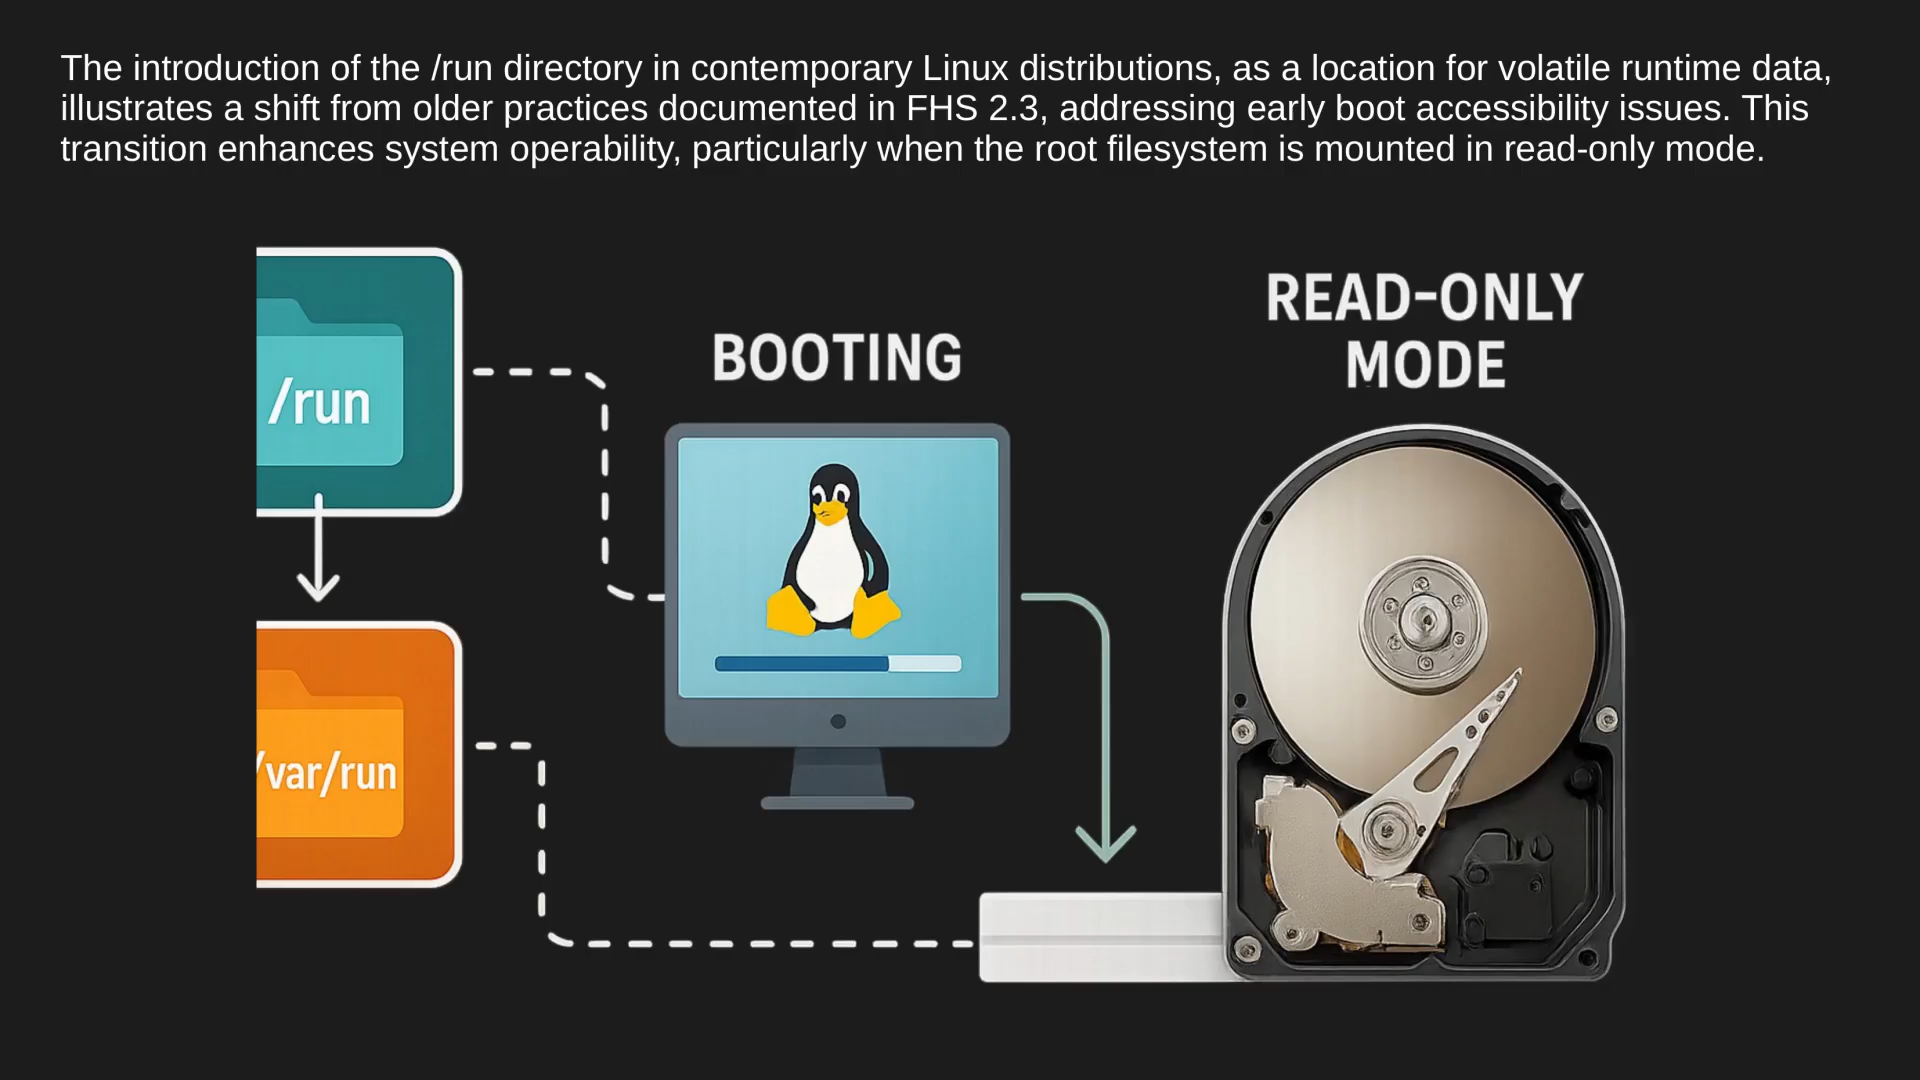 The introduction of the /run directory in contemporary Linux distributions, as a location for volatile runtime data,
illustrates a shift from older practices documented in FHS 2.3, addressing early boot accessibility issues. This
transition enhances system operability, particularly when the root filesystem is mounted in read-only mode.
/run
BOOTING
READ-ONLY
MODE
/var/run